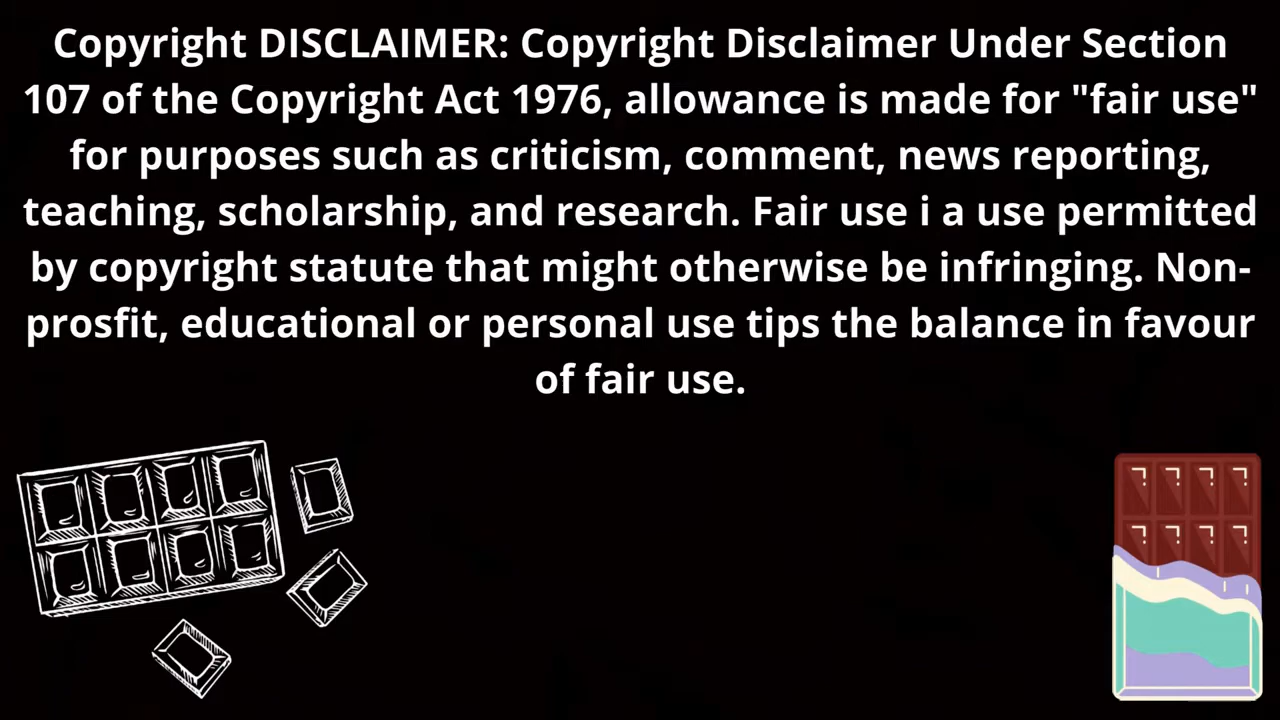 Copyright DISCLAIMER: Copyright Disclaimer Under Section
107 of the Copyright Act 1976, allowance is made for "fair use"
for purposes such as criticism, comment, news reporting,
teaching, scholarship, and research. Fair use i a use permitted
by copyright statute that might otherwise be infringing. Non-
prosfit, educational or personal use tips the balance in favour
of fair use.